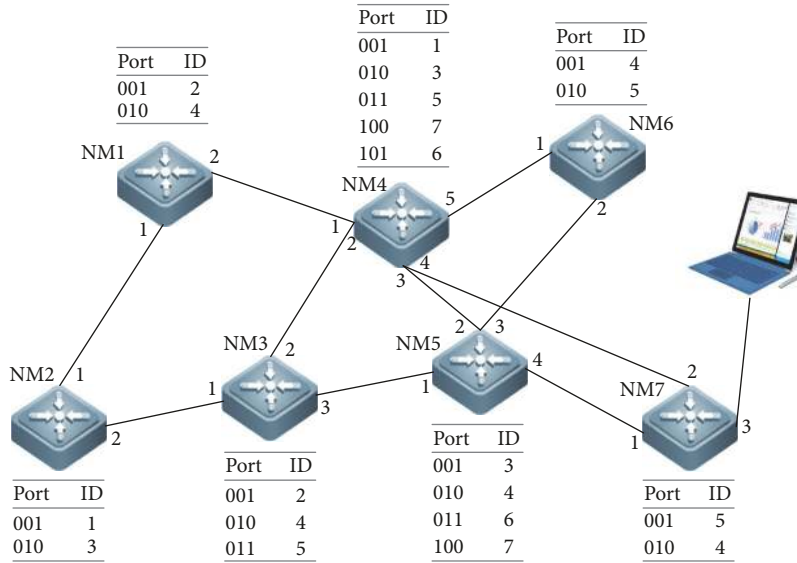 Port ID
001 1
010 3
011 5
100 7
101 6
Port ID
001 2
010 4
Port ID
001 4
010 5
NM1
NM4
NM6
2
1
5
1
1
2
3
4
2
NM2
1
2
NM3
2
1
3
NM5
2
3
1
4
NM7
2
1
3
Port ID
001 1
010 3
Port ID
001 2
010 4
011 5
Port ID
001 3
010 4
011 6
100 7
Port ID
001 5
010 4